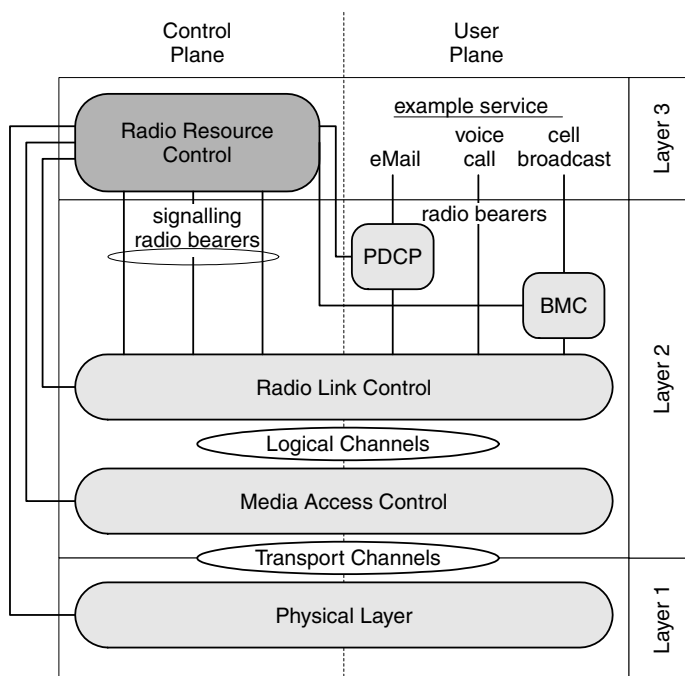 Control
Plane
User
Plane
Radio Resource
Control
example service
eMail
voice
call
cell
broadcast
Layer 3
signalling
radio bearers
radio bearers
PDCP
BMC
Layer 2
Radio Link Control
Logical Channels
Media Access Control
Transport Channels
Physical Layer
Layer 1